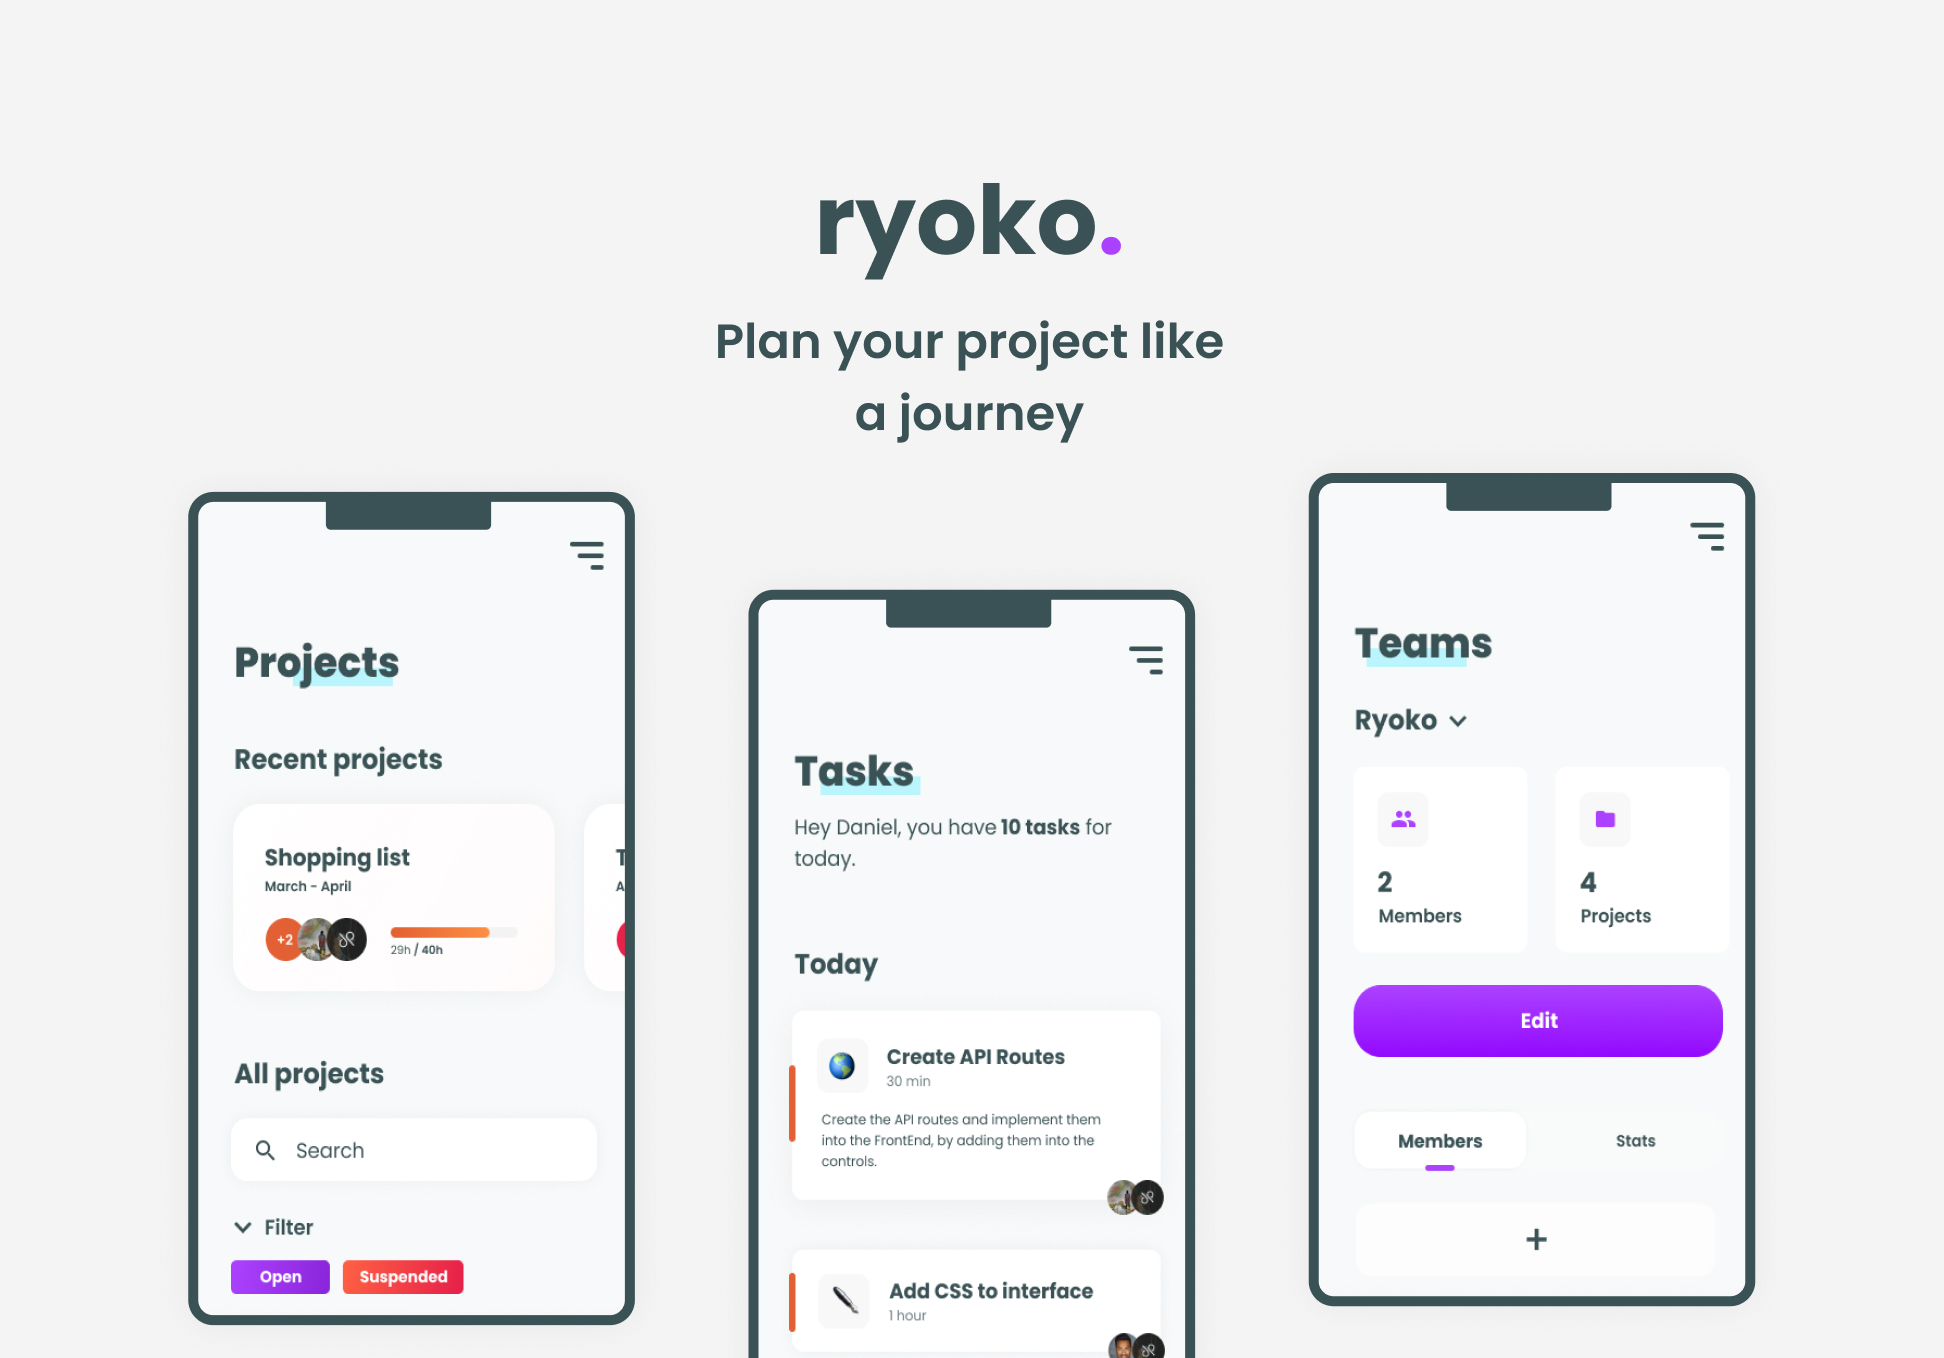 ryoko.
Plan your project like
a journey
Projects
Recent projects
Shopping list
March - April
+2
29h / 40h
T
A
All projects
Search
Filter
Open
Suspended
Tasks
Hey Daniel, you have 10 tasks for
today.
Today
Create API Routes
30 min
Create the API routes and implement them
into the FrontEnd, by adding them into the
controls.
Add CSS to interface
1 hour
Teams
Ryoko
2
Members
4
Projects
Edit
Members
Stats
+